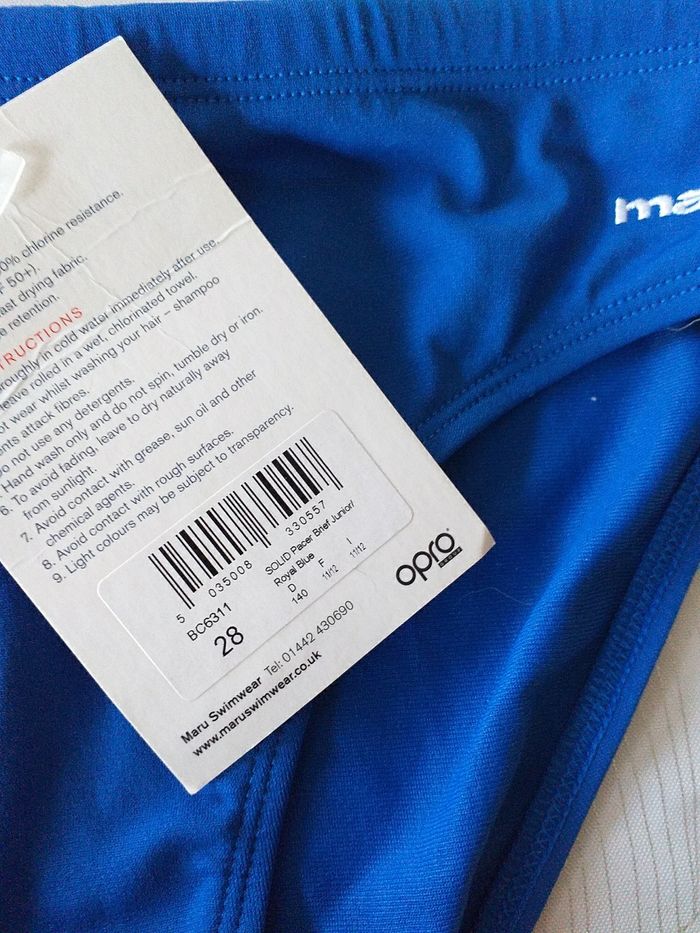 0% chlorine resistance.
F 50+).
ast drying fabric.
e retention.
TRUCTIONS
roughly in cold water immediately after use.
leave rolled in a wet, chlorinated towel.
ot wear whilst washing your hair – shampoo
ents attack fibres.
Do not use any detergents.
Hand wash only and do not spin, tumble dry or iron.
6. To avoid fading, leave to dry naturally away
from sunlight.
7. Avoid contact with grease, sun oil and other
chemical agents.
8. Avoid contact with rough surfaces.
9. Light colours may be subject to transparency.
5 035008 330557
BC6311
SOLID Pacer Brief Junior/
Royal Blue
28
D F I
140 11/12 11/12
Maru Swimwear Tel: 01442 430690
www.maruswimwear.co.uk
opro
ma